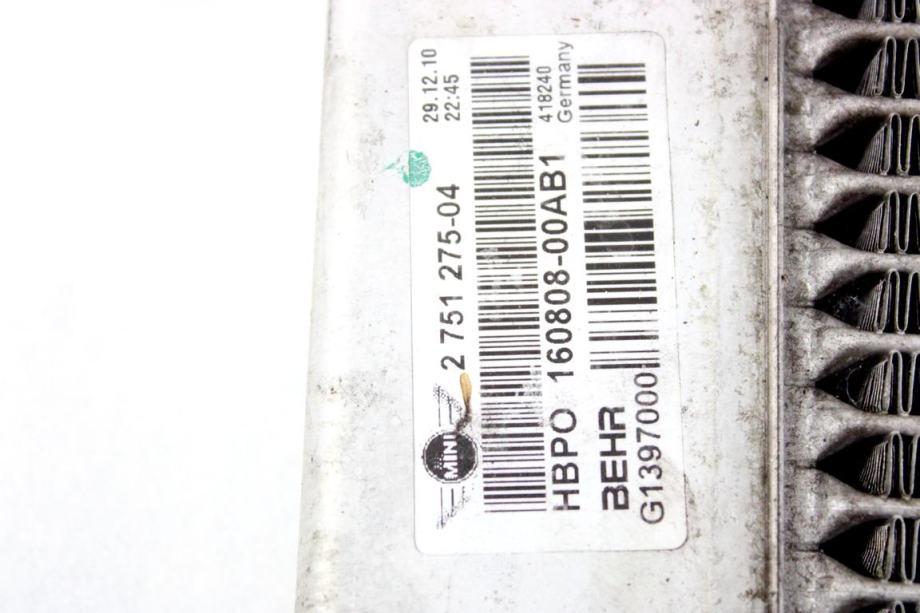 MINI
2 751 275-04
29.12.10
22:45
HBPO 160808-00AB1
418240
Germany
BEHR
G1397000